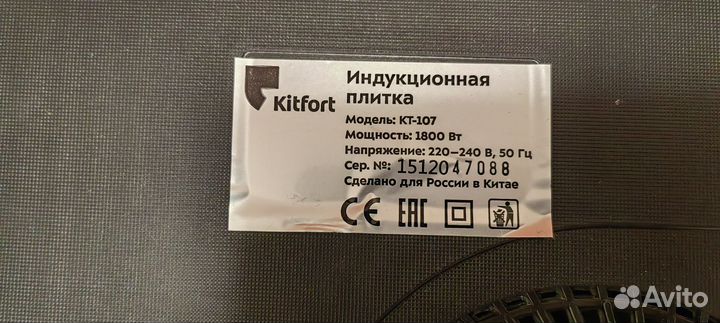 Kitfort
Индукционная
плитка
Модель: КТ-107
Мощность: 1800 Вт
Напряжение: 220–240 В, 50 Гц
Сер. №: 1512047088
Сделано для России в Китае
CE EAC
Avito